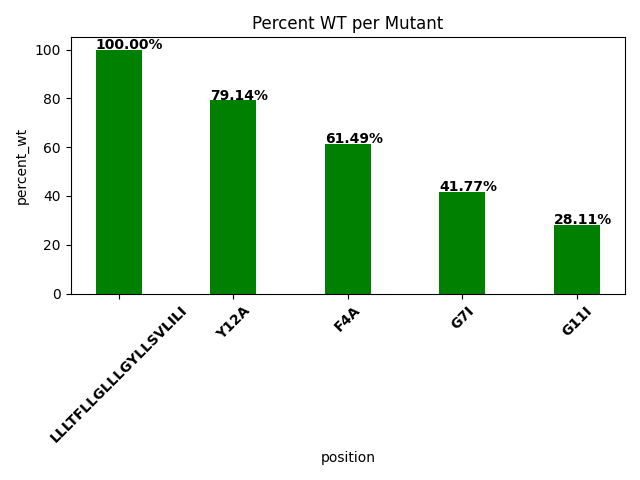 Percent WT per Mutant
percent_wt
100
80
60
40
20
0
100.00%
79.14%
61.49%
41.77%
28.11%
LLLTFLLGLLLGYLLSVLILI
Y12A
F4A
G7I
G11I
position